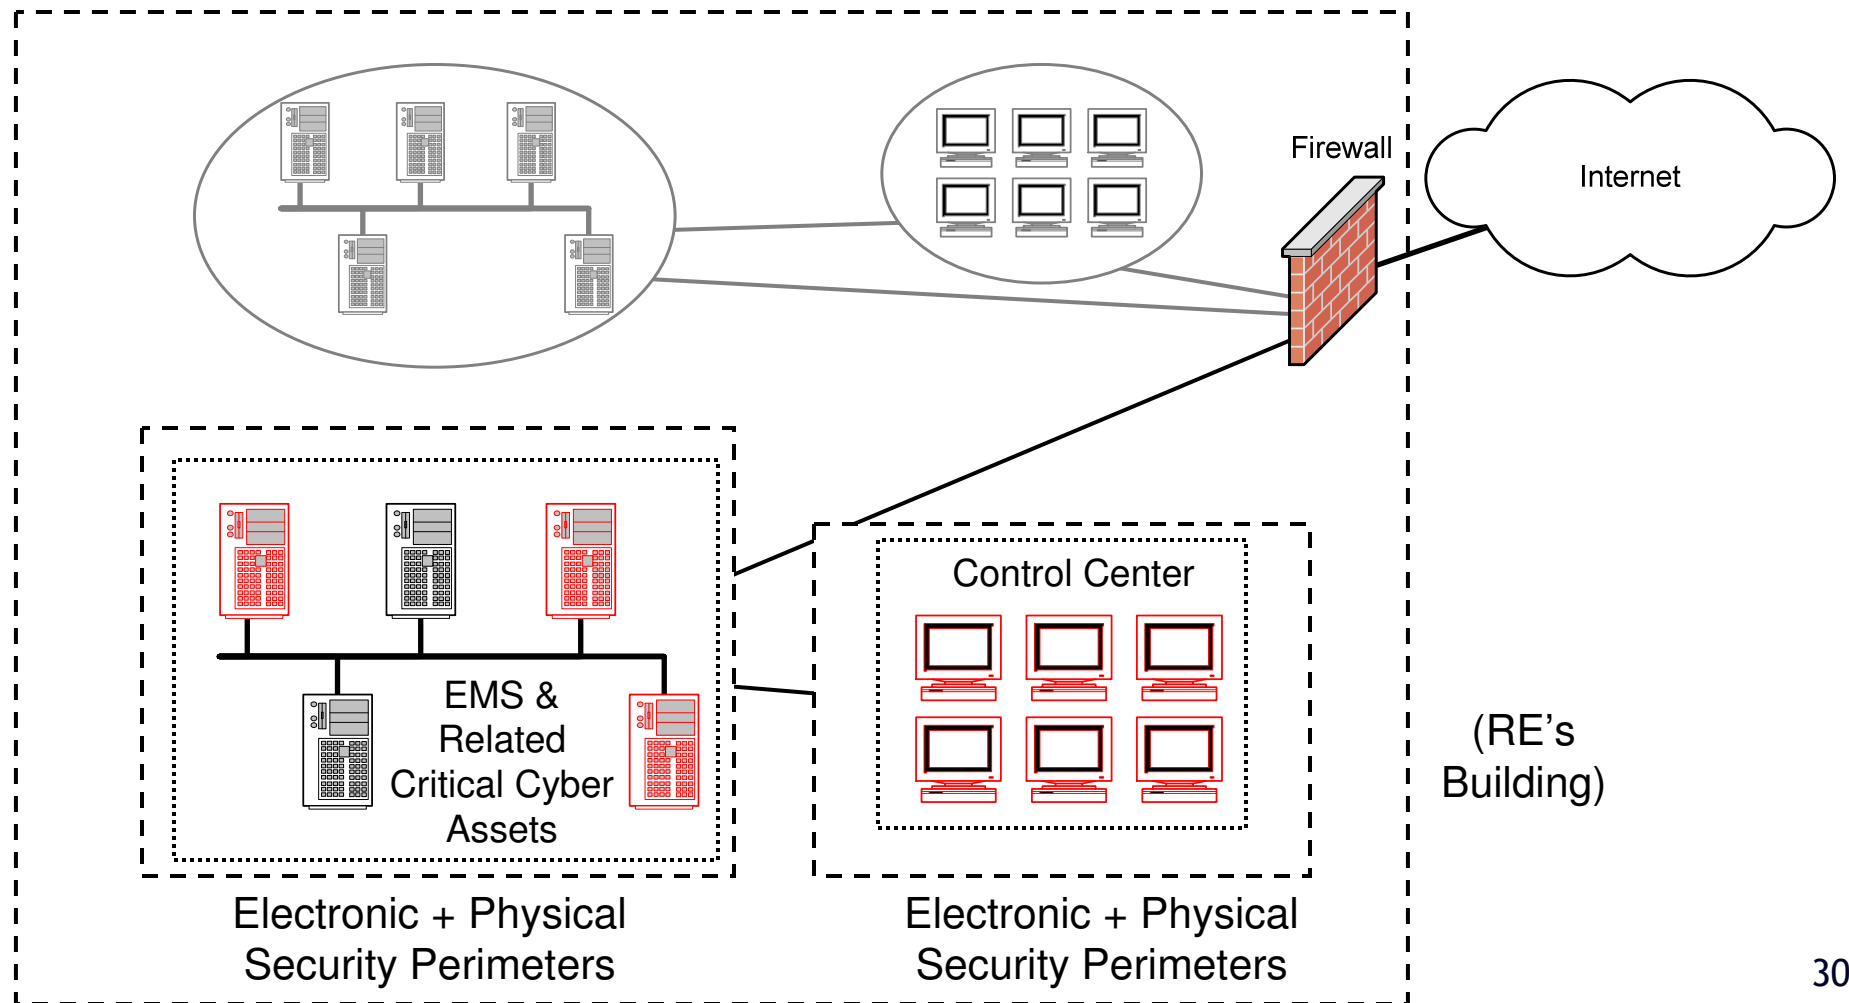 Firewall
Internet
Control Center
EMS &
Related
Critical Cyber
Assets
(RE's
Building)
Electronic + Physical
Security Perimeters
Electronic + Physical
Security Perimeters
30